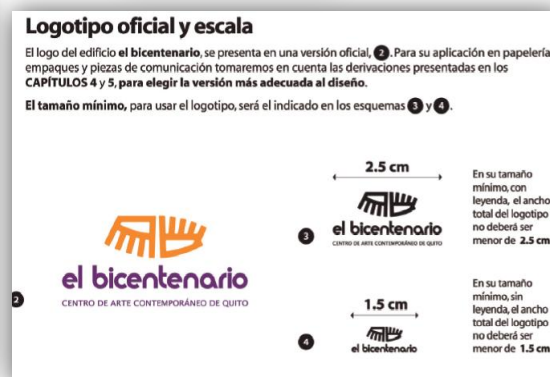 Logotipo oficial y escala
El logo del edificio el bicentenario, se presenta en una versión oficial, 2. Para su aplicación en papelería
empaques y piezas de comunicación tomaremos en cuenta las derivaciones presentadas en los
CAPÍTULOS 4 y 5, para elegir la versión más adecuada al diseño.
El tamaño mínimo, para usar el logotipo, será el indicado en los esquemas 3 y 4.
2
el bicentenario
CENTRO DE ARTE CONTEMPORÁNEO DE QUITO
2.5 cm
3
el bicentenario
CENTRO DE ARTE CONTEMPORÁNEO DE QUITO
En su tamaño
mínimo, con
leyenda, el ancho
total del logotipo
no deberá ser
menor de 2.5 cm
1.5 cm
4
el bicentenario
En su tamaño
mínimo, sin
leyenda, el ancho
total del logotipo
no deberá ser
menor de 1.5 cm